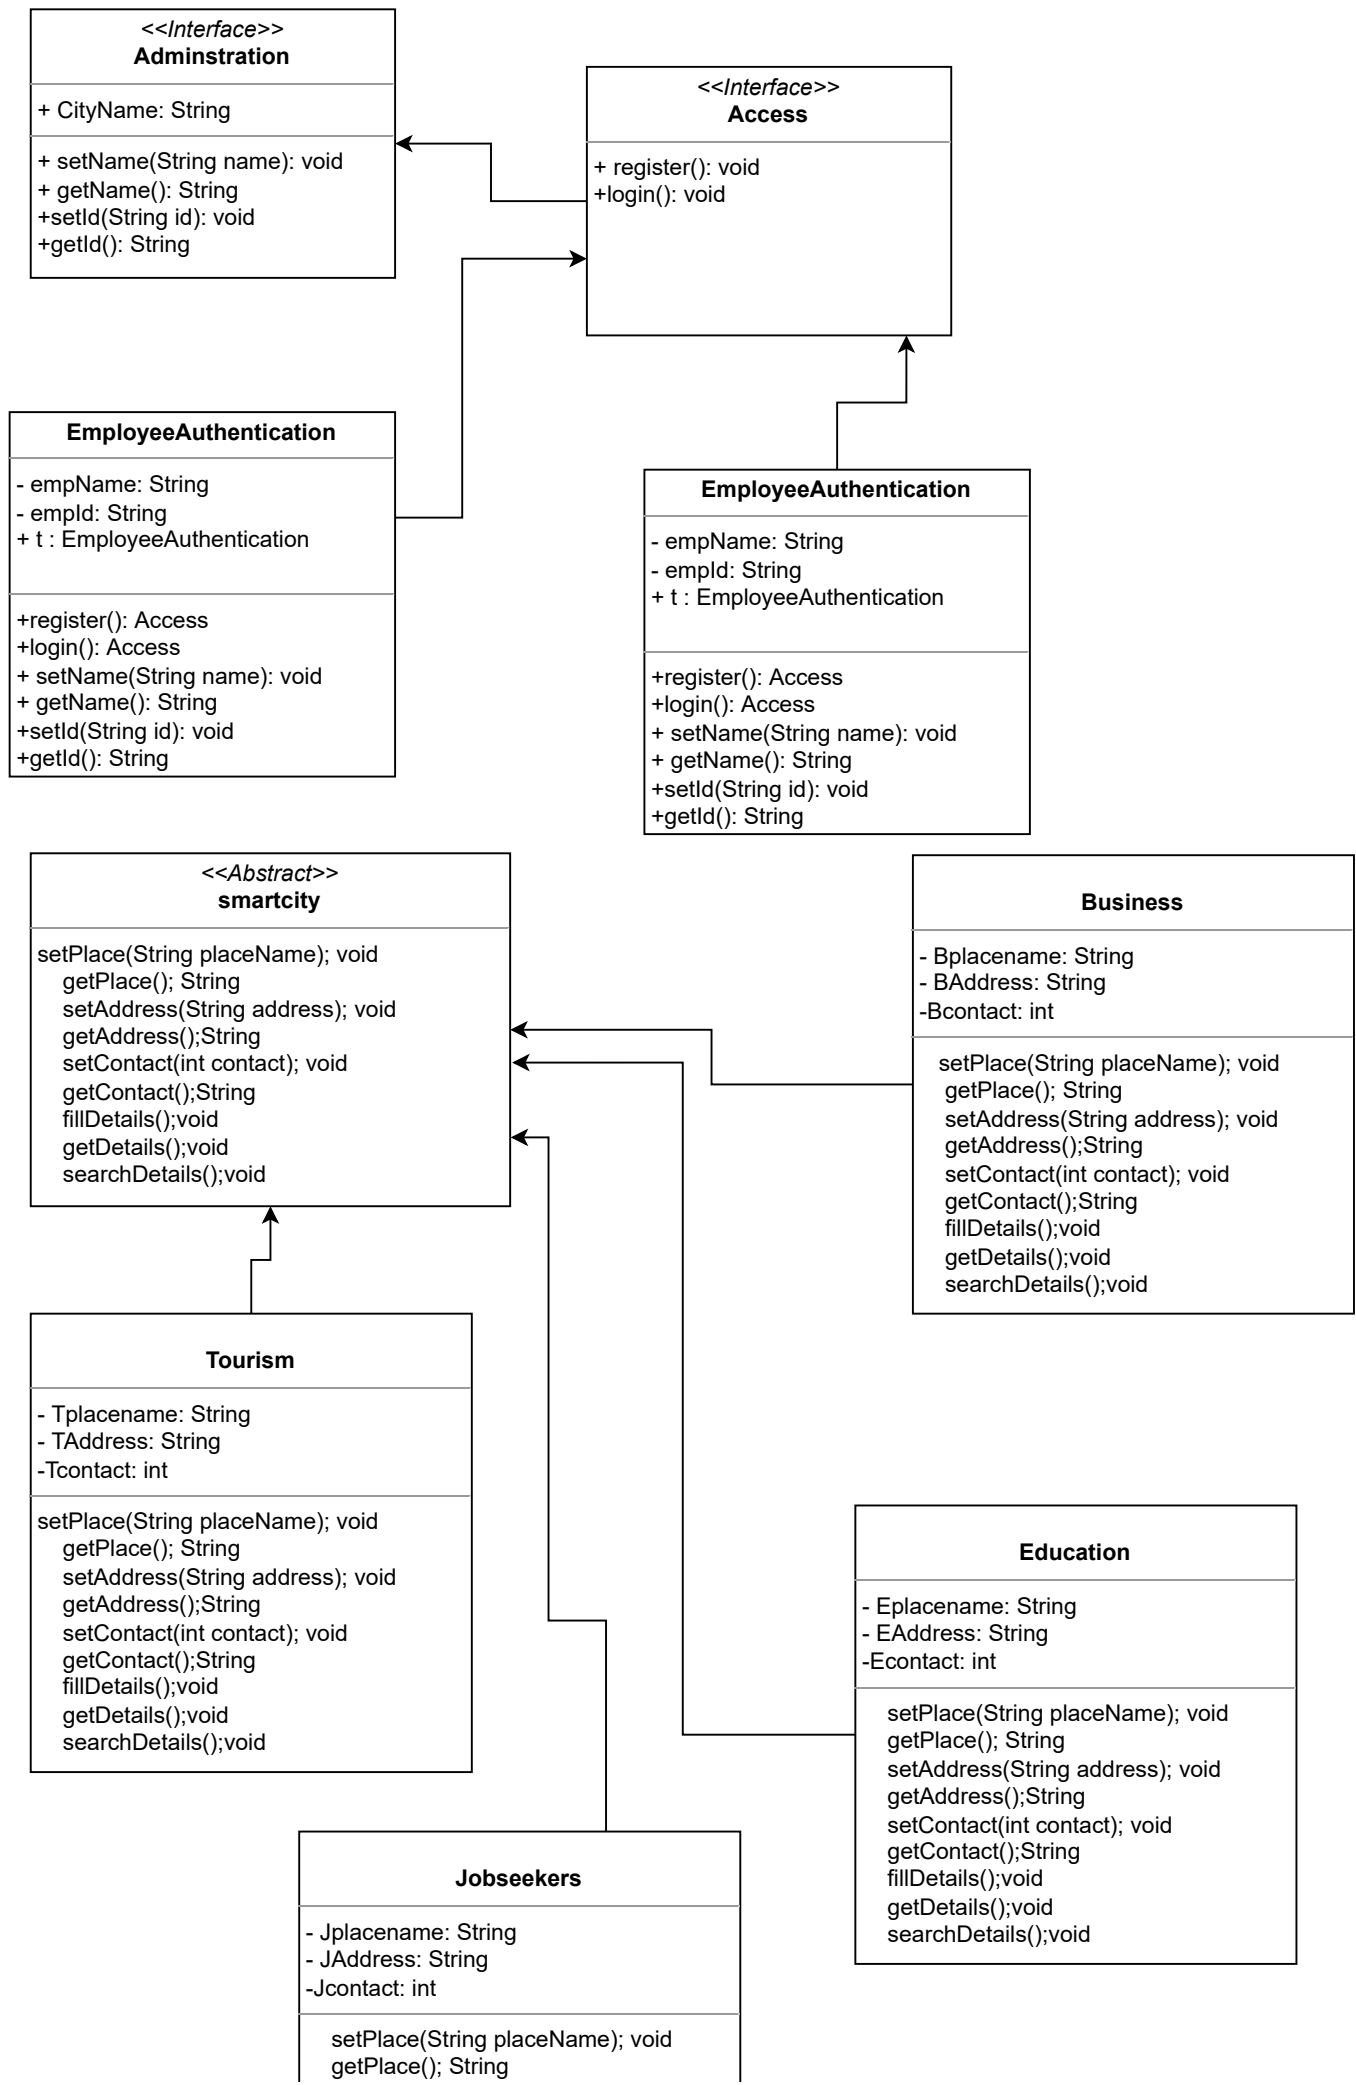 <<Interface>>
Adminstration
+ CityName: String
+ setName(String name): void
+ getName(): String
+setId(String id): void
+getId(): String
<<Interface>>
Access
+ register(): void
+login(): void
EmployeeAuthentication
- empName: String
- empId: String
+ t : EmployeeAuthentication
+register(): Access
+login(): Access
+ setName(String name): void
+ getName(): String
+setId(String id): void
+getId(): String
EmployeeAuthentication
- empName: String
- empId: String
+ t : EmployeeAuthentication
+register(): Access
+login(): Access
+ setName(String name): void
+ getName(): String
+setId(String id): void
+getId(): String
<<Abstract>>
smartcity
setPlace(String placeName); void
getPlace(); String
setAddress(String address); void
getAddress();String
setContact(int contact); void
getContact();String
fillDetails();void
getDetails();void
searchDetails();void
Business
- Bplacename: String
- BAddress: String
-Bcontact: int
setPlace(String placeName); void
getPlace(); String
setAddress(String address); void
getAddress();String
setContact(int contact); void
getContact();String
fillDetails();void
getDetails();void
searchDetails();void
Tourism
- Tplacename: String
- TAddress: String
-Tcontact: int
setPlace(String placeName); void
getPlace(); String
setAddress(String address); void
getAddress();String
setContact(int contact); void
getContact();String
fillDetails();void
getDetails();void
searchDetails();void
Education
- Eplacename: String
- EAddress: String
-Econtact: int
setPlace(String placeName); void
getPlace(); String
setAddress(String address); void
getAddress();String
setContact(int contact); void
getContact();String
fillDetails();void
getDetails();void
searchDetails();void
Jobseekers
- Jplacename: String
- JAddress: String
-Jcontact: int
setPlace(String placeName); void
getPlace(); String